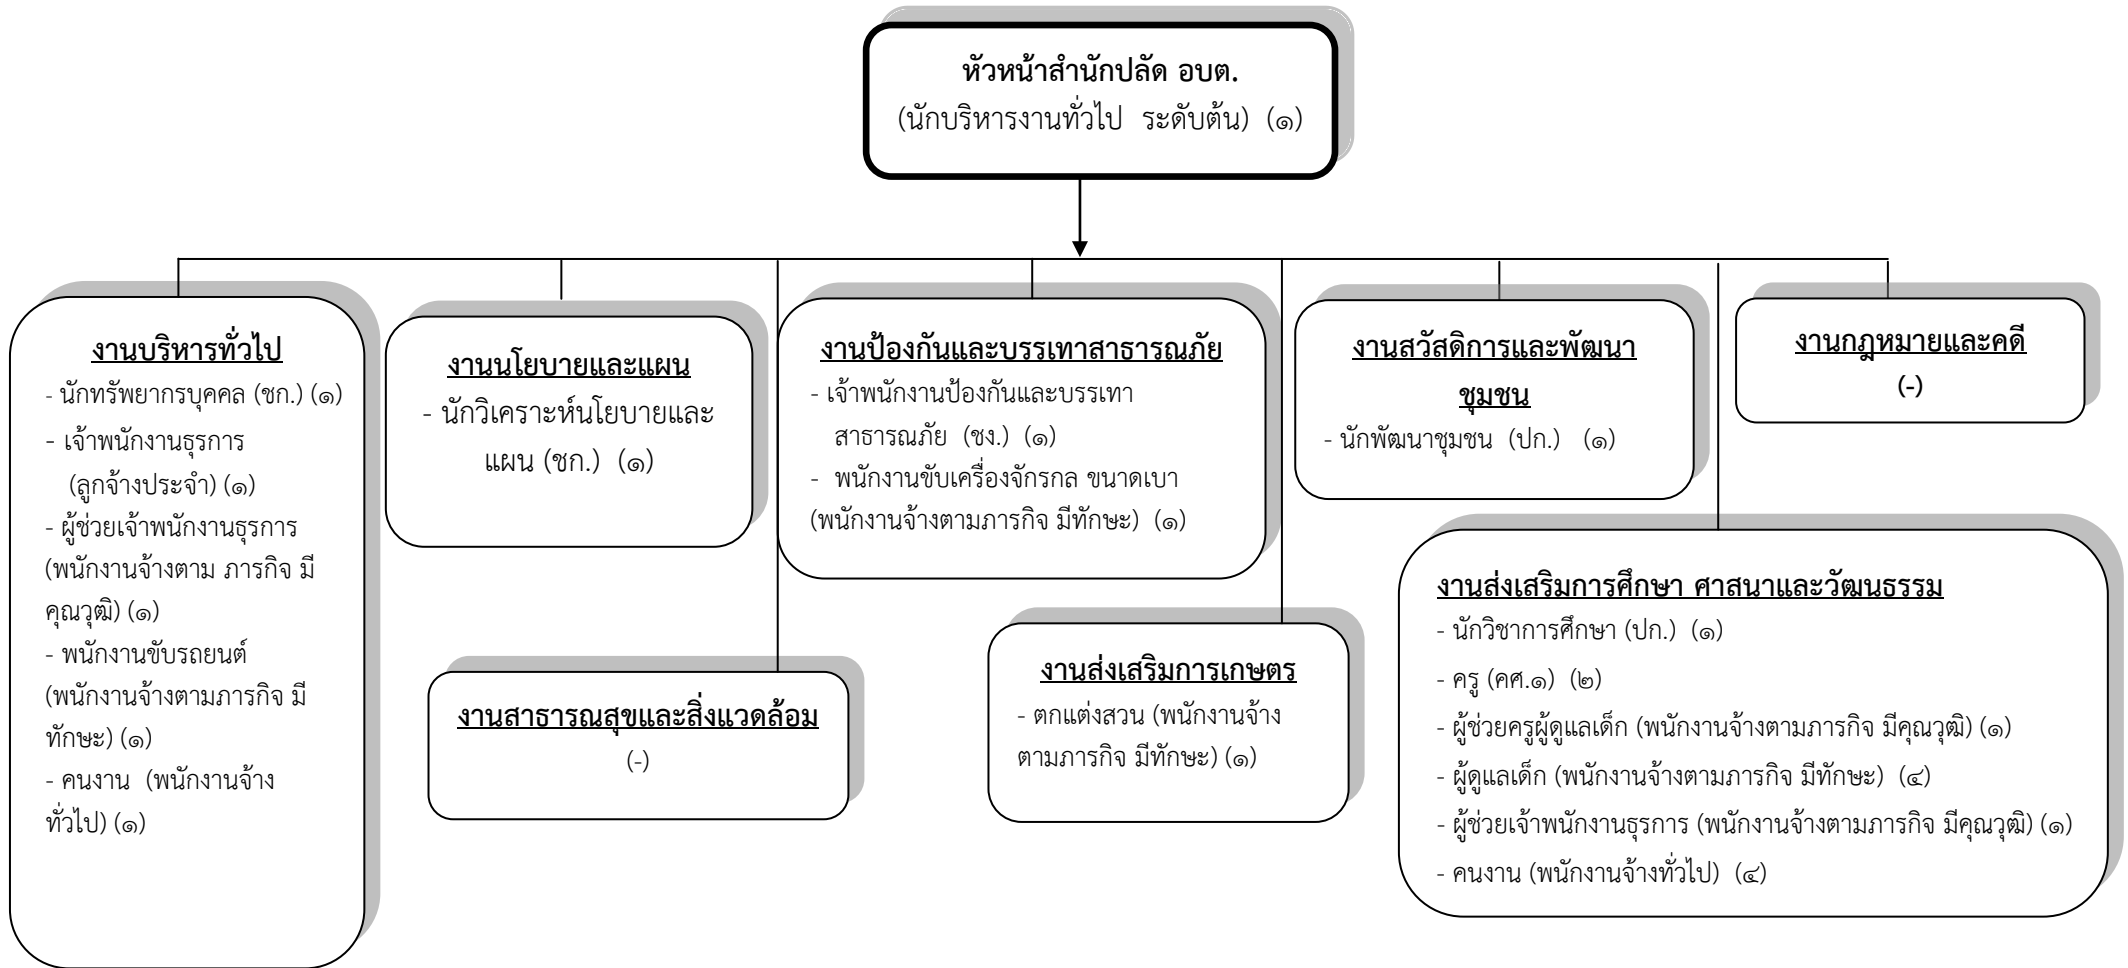 หัวหน้าสำนักปลัด อบต.
(นักบริหารงานทั่วไป ระดับต้น) (๑)
งานบริหารทั่วไป
- นักทรัพยากรบุคคล (ชก.) (๑)
- เจ้าพนักงานธุรการ
(ลูกจ้างประจำ) (๑)
- ผู้ช่วยเจ้าพนักงานธุรการ
(พนักงานจ้างตาม ภารกิจ มี
คุณวุฒิ) (๑)
- พนักงานขับรถยนต์
(พนักงานจ้างตามภารกิจ มี
ทักษะ) (๑)
- คนงาน (พนักงานจ้าง
ทั่วไป) (๑)
งานนโยบายและแผน
- นักวิเคราะห์นโยบายและ
แผน (ชก.) (๑)
งานป้องกันและบรรเทาสาธารณภัย
- เจ้าพนักงานป้องกันและบรรเทา
สาธารณภัย (ชง.) (๑)
- พนักงานขับเครื่องจักรกล ขนาดเบา
(พนักงานจ้างตามภารกิจ มีทักษะ) (๑)
งานสวัสดิการและพัฒนา
ชุมชน
- นักพัฒนาชุมชน (ปก.) (๑)
งานกฎหมายและคดี
(-)
งานสาธารณสุขและสิ่งแวดล้อม
(-)
งานส่งเสริมการเกษตร
- ตกแต่งสวน (พนักงานจ้าง
ตามภารกิจ มีทักษะ) (๑)
งานส่งเสริมการศึกษา ศาสนาและวัฒนธรรม
- นักวิชาการศึกษา (ปก.) (๑)
- ครู (คศ.๑) (๒)
- ผู้ช่วยครูผู้ดูแลเด็ก (พนักงานจ้างตามภารกิจ มีคุณวุฒิ) (๑)
- ผู้ดูแลเด็ก (พนักงานจ้างตามภารกิจ มีทักษะ) (๔)
- ผู้ช่วยเจ้าพนักงานธุรการ (พนักงานจ้างตามภารกิจ มีคุณวุฒิ) (๑)
- คนงาน (พนักงานจ้างทั่วไป) (๔)